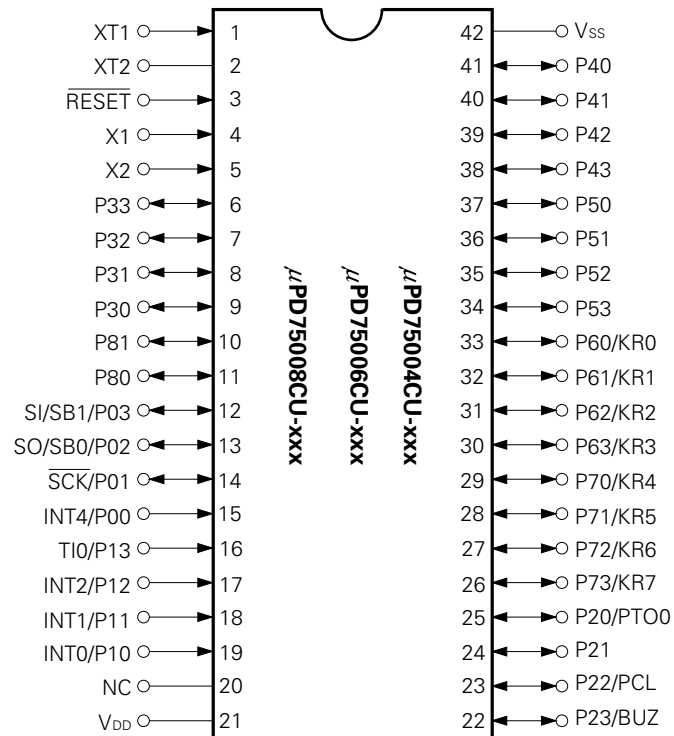 XT1 1 42 VSS
XT2 2 41 P40
RESET 3 40 P41
X1 4 39 P42
X2 5 38 P43
P33 6 37 P50
P32 7 36 P51
P31 8 35 P52
P30 9 34 P53
P81 10 33 P60/KR0
P80 11 32 P61/KR1
SI/SB1/P03 12 31 P62/KR2
SO/SB0/P02 13 30 P63/KR3
SCK/P01 14 29 P70/KR4
INT4/P00 15 28 P71/KR5
TI0/P13 16 27 P72/KR6
INT2/P12 17 26 P73/KR7
INT1/P11 18 25 P20/PTO0
INT0/P10 19 24 P21
NC 20 23 P22/PCL
VDD 21 22 P23/BUZ
μPD75004CU-xxx
μPD75006CU-xxx
μPD75008CU-xxx